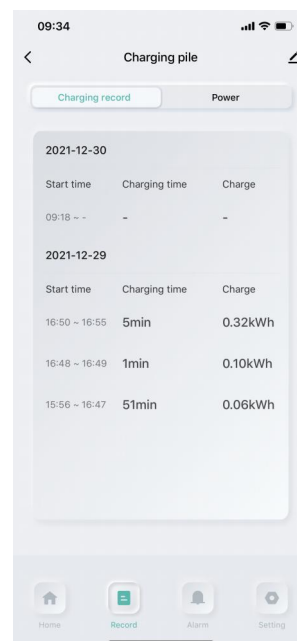 09:34
Charging pile
Charging record Power
2021-12-30
Start time Charging time Charge
09:18 ~ - - -
2021-12-29
Start time Charging time Charge
16:50 ~ 16:55 5min 0.32kWh
16:48 ~ 16:49 1min 0.10kWh
15:56 ~ 16:47 51min 0.06kWh
Home Record Alarm Setting